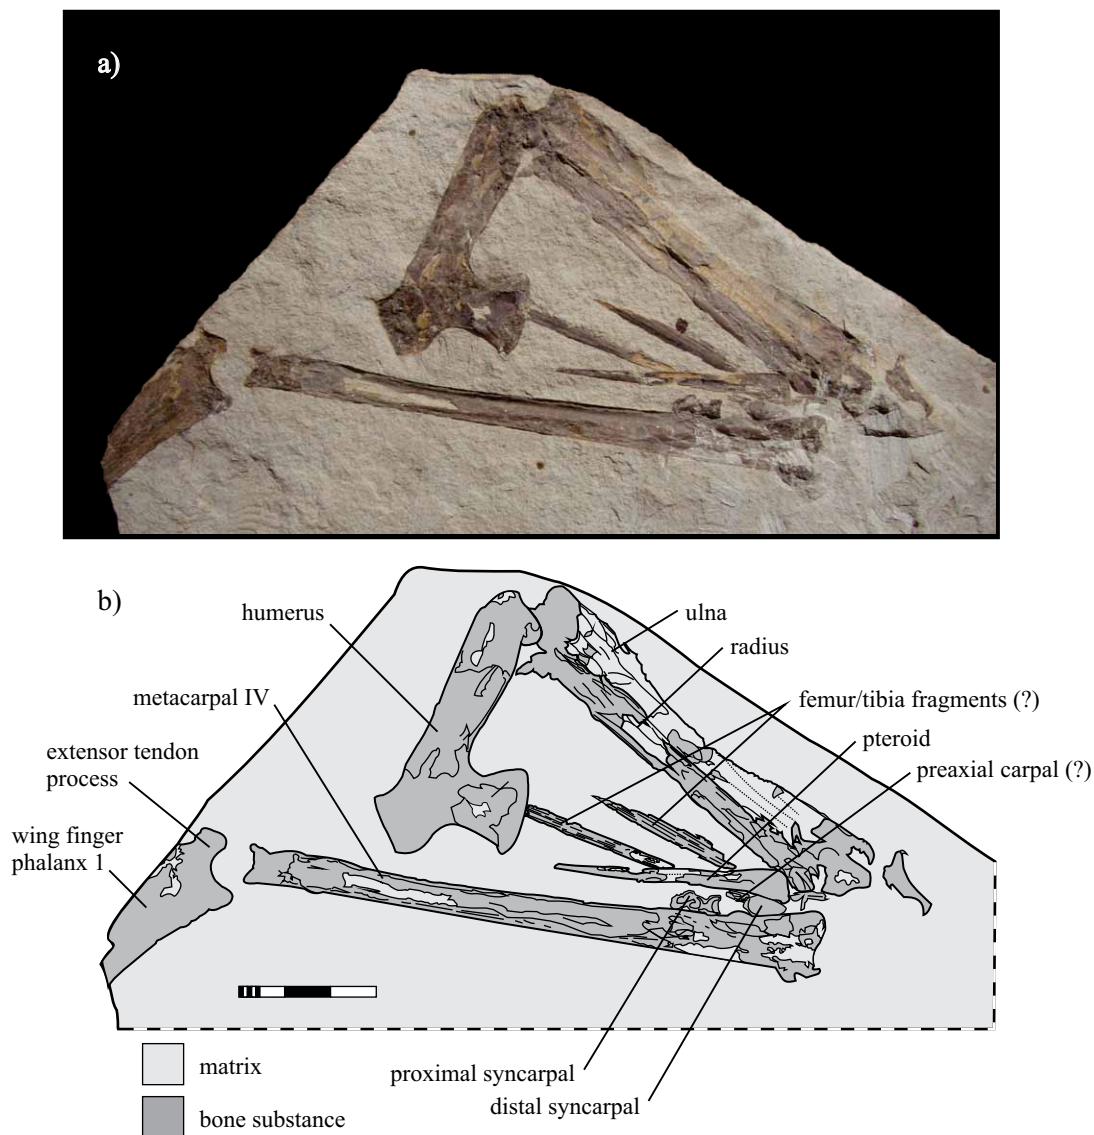 a)
b)
humerus
ulna
radius
metacarpal IV
femur/tibia fragments (?)
pteroid
extensor tendon
process
preaxial carpal (?)
wing finger
phalanx 1
matrix
proximal syncarpal
distal syncarpal
bone substance